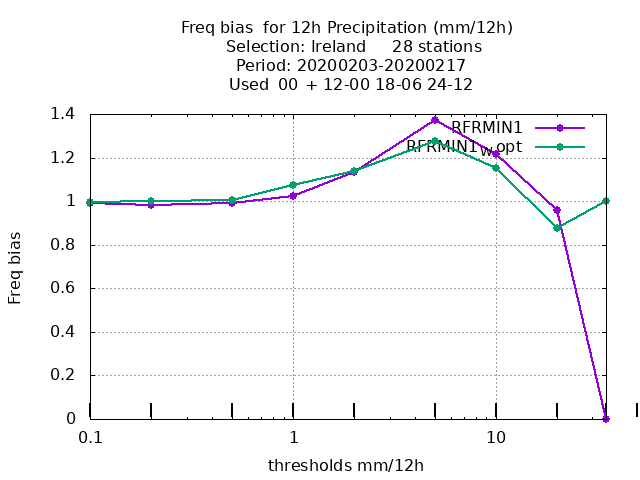 Freq bias  for 12h Precipitation (mm/12h)
Selection: Ireland     28 stations
Period: 20200203-20200217
Used  00  + 12-00 18-06 24-12
RFRMIN1
RFRMIN1wopt
1.4
1.2
1
0.8
0.6
0.4
0.2
0
Freq bias
0.1
1
10
thresholds mm/12h